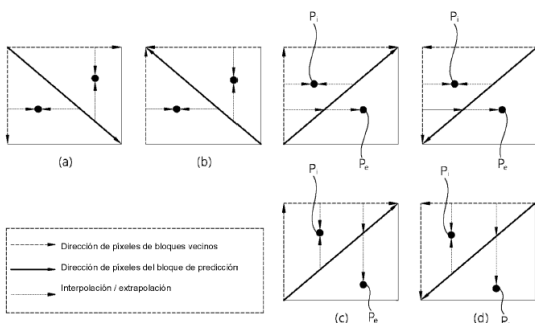 Pi
Pi
(a)
(b)
Pe
Pe
Pi
Pi
Dirección de píxeles de bloques vecinos
Dirección de píxeles del bloque de predicción
Interpolación / extrapolación
(c)
Pe
(d)
P